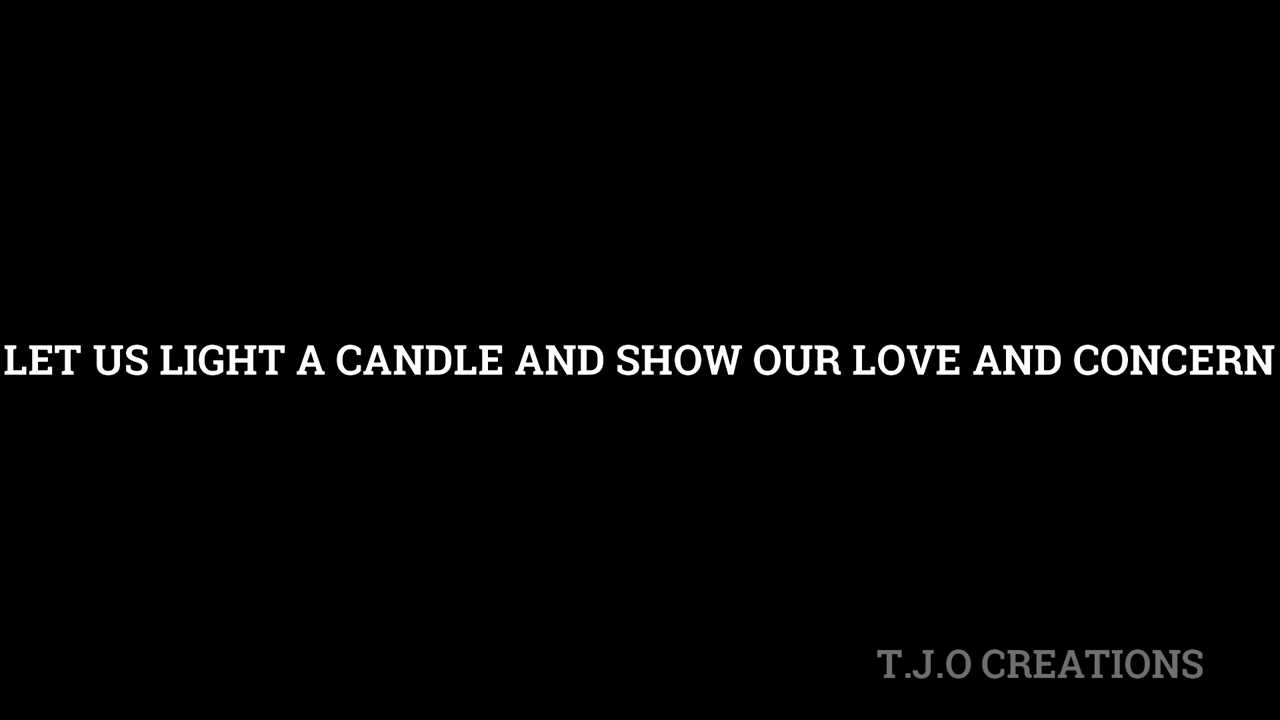 LET US LIGHT A CANDLE AND SHOW OUR LOVE AND CONCERN
T.J.O CREATIONS